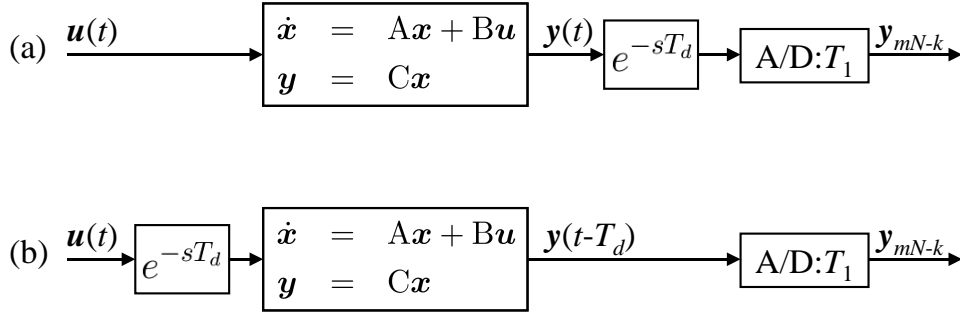 (a) u(t) ẋ = Ax + Bu y(t) e^{-sT_d} A/D:T_1 y_{mN-k}
y = Cx
(b) u(t) e^{-sT_d} ẋ = Ax + Bu y(t-T_d) A/D:T_1 y_{mN-k}
y = Cx